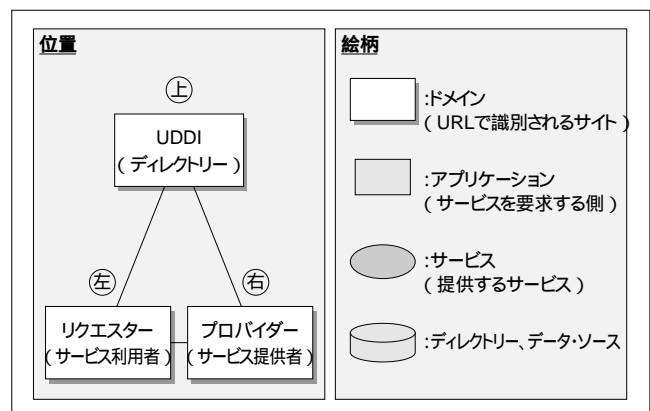 位置
上
UDDI
(ディレクトリー)
左
右
リクエスター
(サービス利用者)
プロバイダー
(サービス提供者)
絵柄
:ドメイン
(URLで識別されるサイト)
:アプリケーション
(サービスを要求する側)
:サービス
(提供するサービス)
:ディレクトリー、データ・ソース